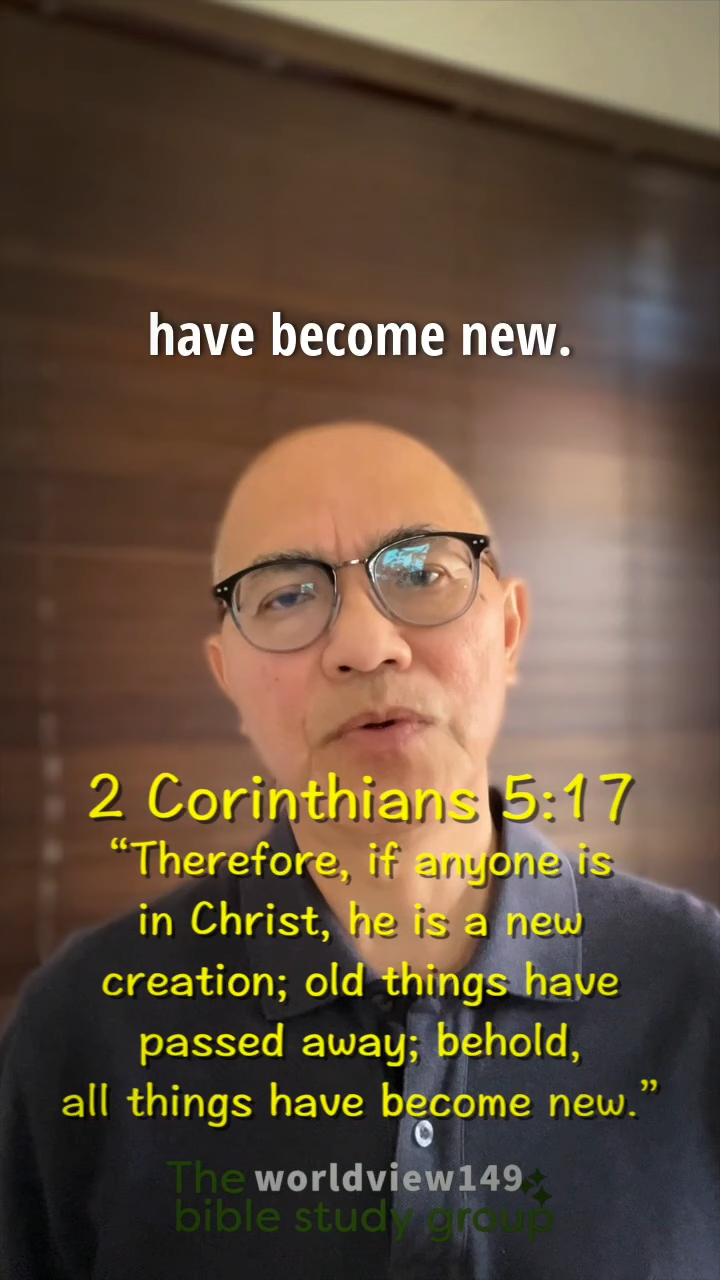 have become new.
2 Corinthians 5:17
“Therefore, if anyone is
in Christ, he is a new
creation; old things have
passed away; behold,
all things have become new.”
The worldview149
bible study group